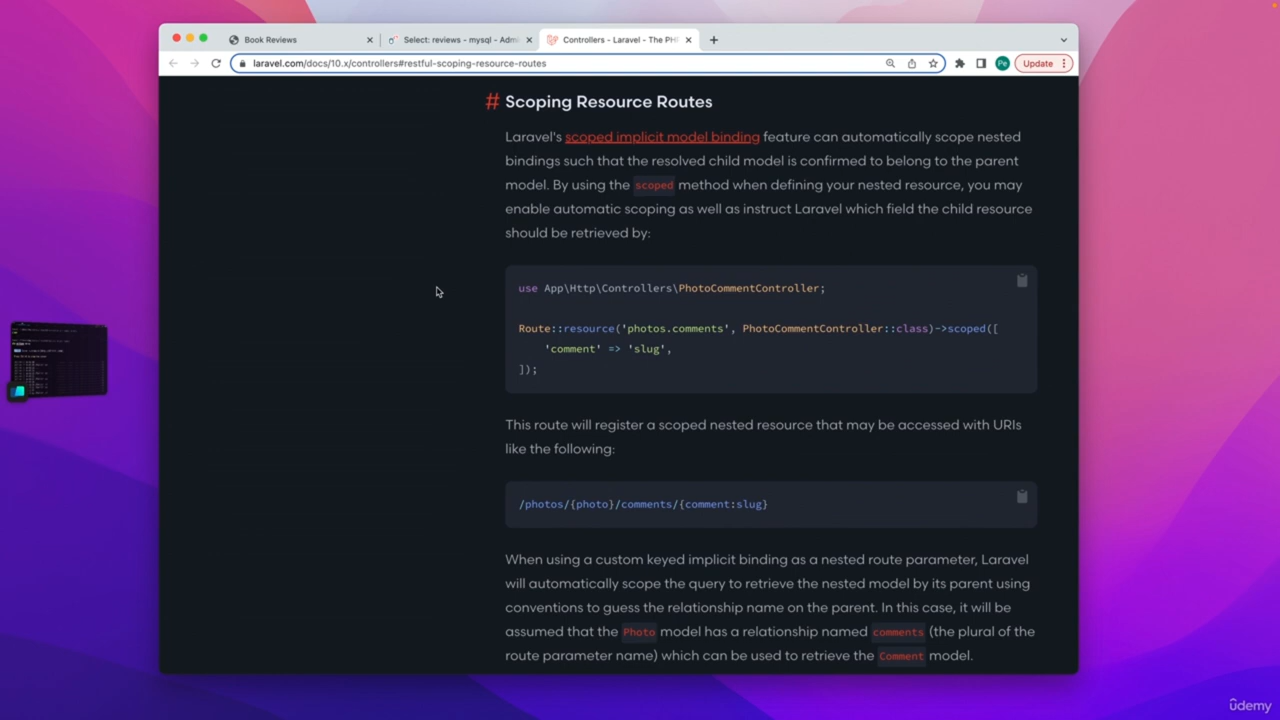 Book Reviews
Select: reviews - mysql - Admi
Controllers - Laravel - The PH
laravel.com/docs/10.x/controllers#restful-scoping-resource-routes
Pe
Update
# Scoping Resource Routes
Laravel's scoped implicit model binding feature can automatically scope nested
bindings such that the resolved child model is confirmed to belong to the parent
model. By using the scoped method when defining your nested resource, you may
enable automatic scoping as well as instruct Laravel which field the child resource
should be retrieved by:
use App\Http\Controllers\PhotoCommentController;
Route::resource('photos.comments', PhotoCommentController::class)->scoped([
'comment' => 'slug',
]);
This route will register a scoped nested resource that may be accessed with URIs
like the following:
/photos/{photo}/comments/{comment:slug}
When using a custom keyed implicit binding as a nested route parameter, Laravel
will automatically scope the query to retrieve the nested model by its parent using
conventions to guess the relationship name on the parent. In this case, it will be
assumed that the Photo model has a relationship named comments (the plural of the
route parameter name) which can be used to retrieve the Comment model.
ûdemy